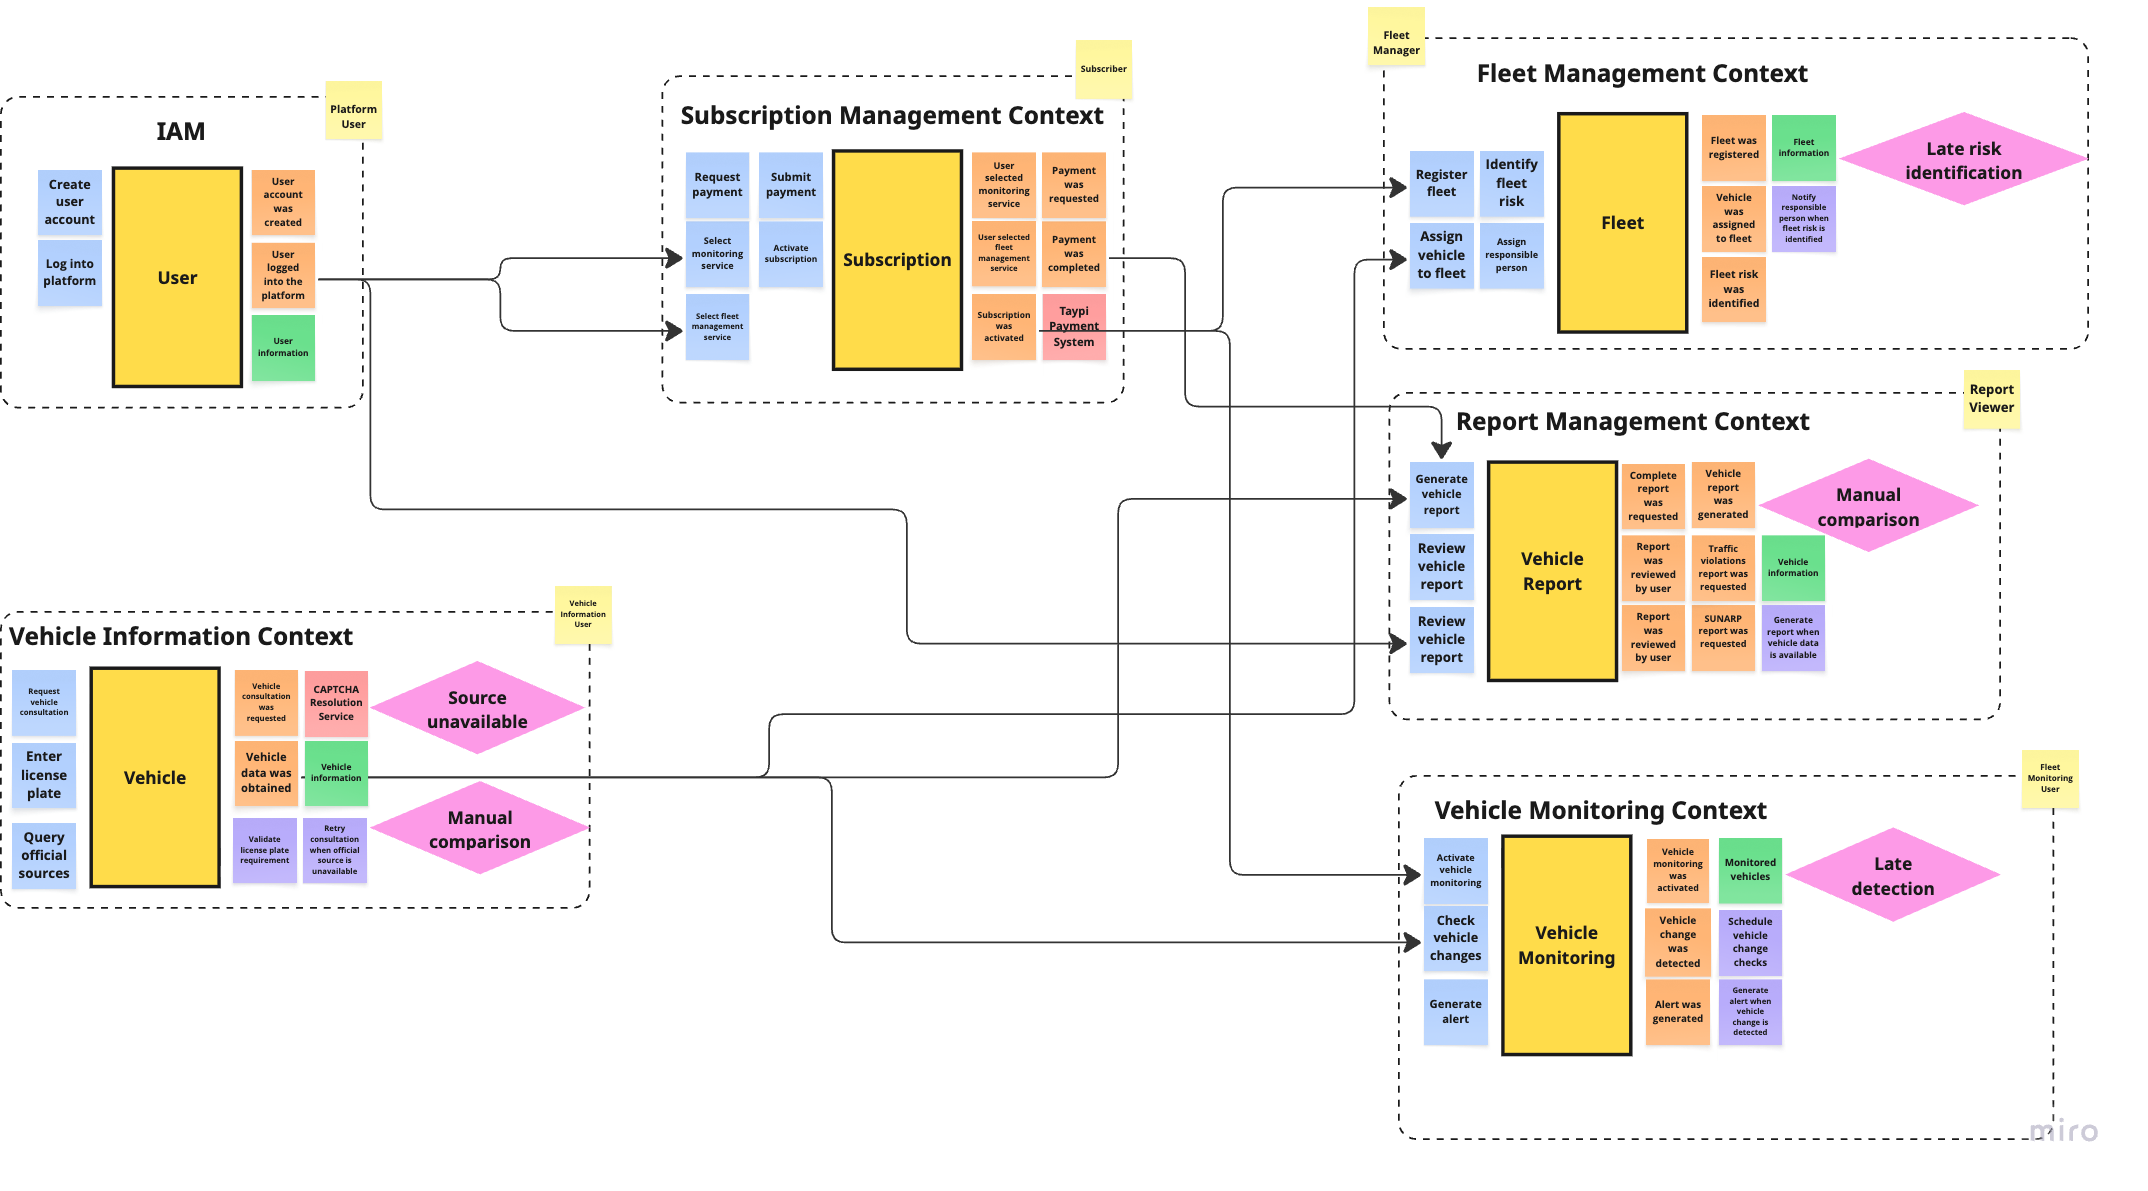 Platform
User
IAM
Create
user
account
Log into
platform
User
User
account
was
created
User
logged
into the
platform
User
information
Subscriber
Subscription Management Context
Request
payment
Submit
payment
Select
monitoring
service
Activate
subscription
Select fleet
management
service
Subscription
User
selected
monitoring
service
Payment
was
requested
User selected
fleet
management
service
Payment
was
completed
Subscription
was
activated
Taypi
Payment
System
Fleet
Manager
Fleet Management Context
Register
fleet
Identify
fleet
risk
Assign
vehicle
to fleet
Assign
responsible
person
Fleet
Fleet was
registered
Fleet
information
Vehicle
was
assigned
to fleet
Notify
responsible
person when
fleet risk is
identified
Fleet risk
was
identified
Late risk
identification
Report
Viewer
Report Management Context
Generate
vehicle
report
Review
vehicle
report
Review
vehicle
report
Vehicle
Report
Complete
report
was
requested
Vehicle
report
was
generated
Report
was
reviewed
by user
Traffic
violations
report was
requested
Vehicle
information
Report
was
reviewed
by user
SUNARP
report was
requested
Generate
report when
vehicle data
is available
Manual
comparison
Vehicle
Information
User
Vehicle Information Context
Request
vehicle
consultation
Enter
license
plate
Query
official
sources
Vehicle
Vehicle
consultation
was
requested
CAPTCHA
Resolution
Service
Vehicle
data was
obtained
Vehicle
information
Validate
license plate
requirement
Retry
consultation
when official
source is
unavailable
Source
unavailable
Manual
comparison
Fleet
Monitoring
User
Vehicle Monitoring Context
Activate
vehicle
monitoring
Check
vehicle
changes
Generate
alert
Vehicle
Monitoring
Vehicle
monitoring
was
activated
Monitored
vehicles
Vehicle
change
was
detected
Schedule
vehicle
change
checks
Alert was
generated
Generate
alert when
vehicle
change is
detected
Late
detection
miro